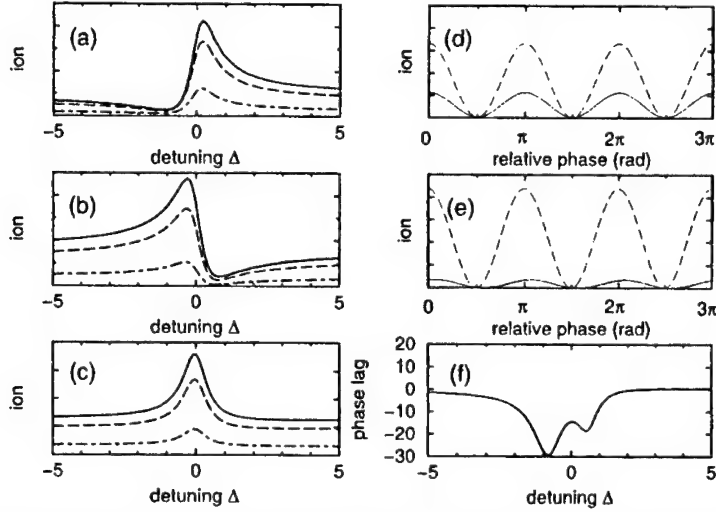 (a)
ion
-5
0
5
detuning Δ
(b)
ion
-5
0
5
detuning Δ
(c)
ion
-5
0
5
detuning Δ
(d)
ion
0
π
2π
3π
relative phase (rad)
(e)
ion
0
π
2π
3π
relative phase (rad)
(f)
phase lag
20
10
0
-10
-20
-30
-5
0
5
detuning Δ